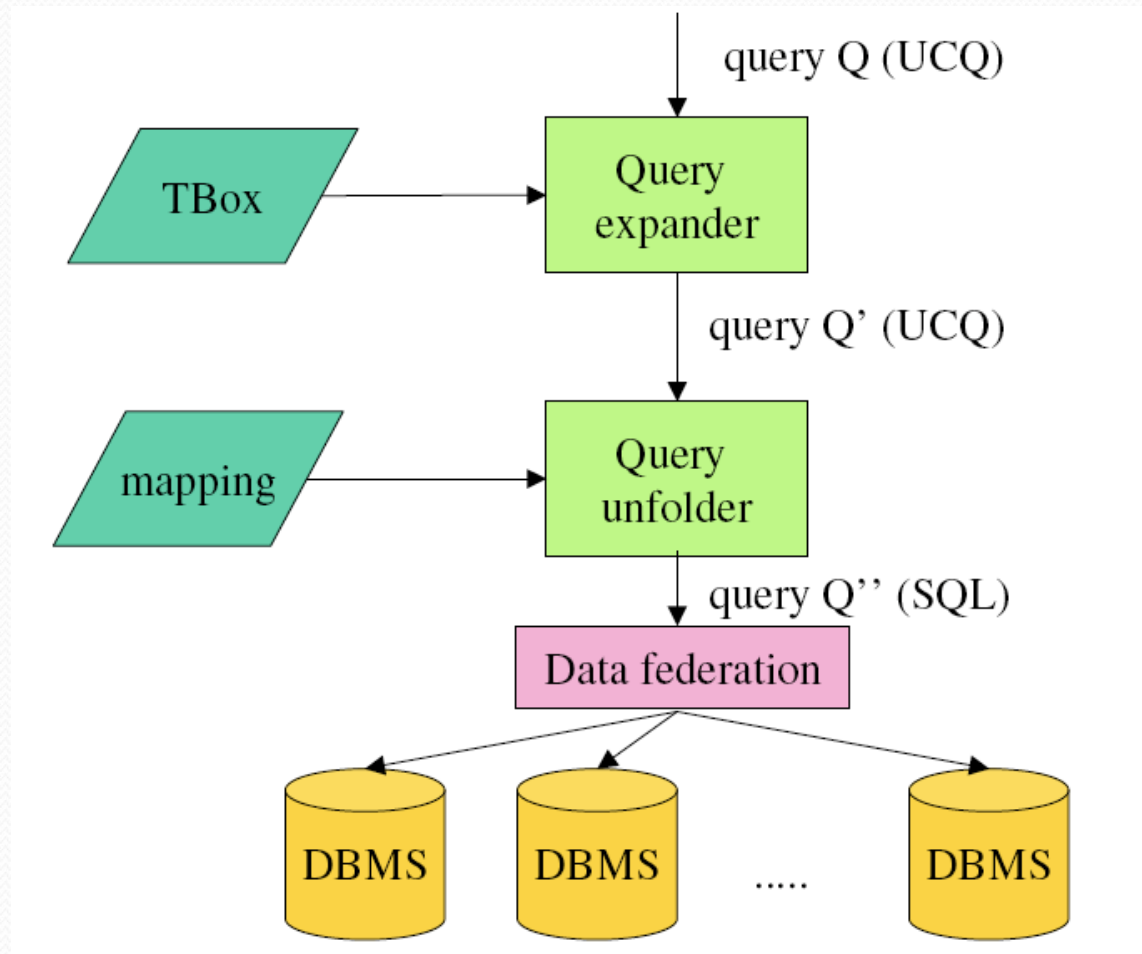 query Q (UCQ)
TBox
Query
expander
query Q’ (UCQ)
mapping
Query
unfolder
query Q’’ (SQL)
Data federation
DBMS
DBMS
.....
DBMS